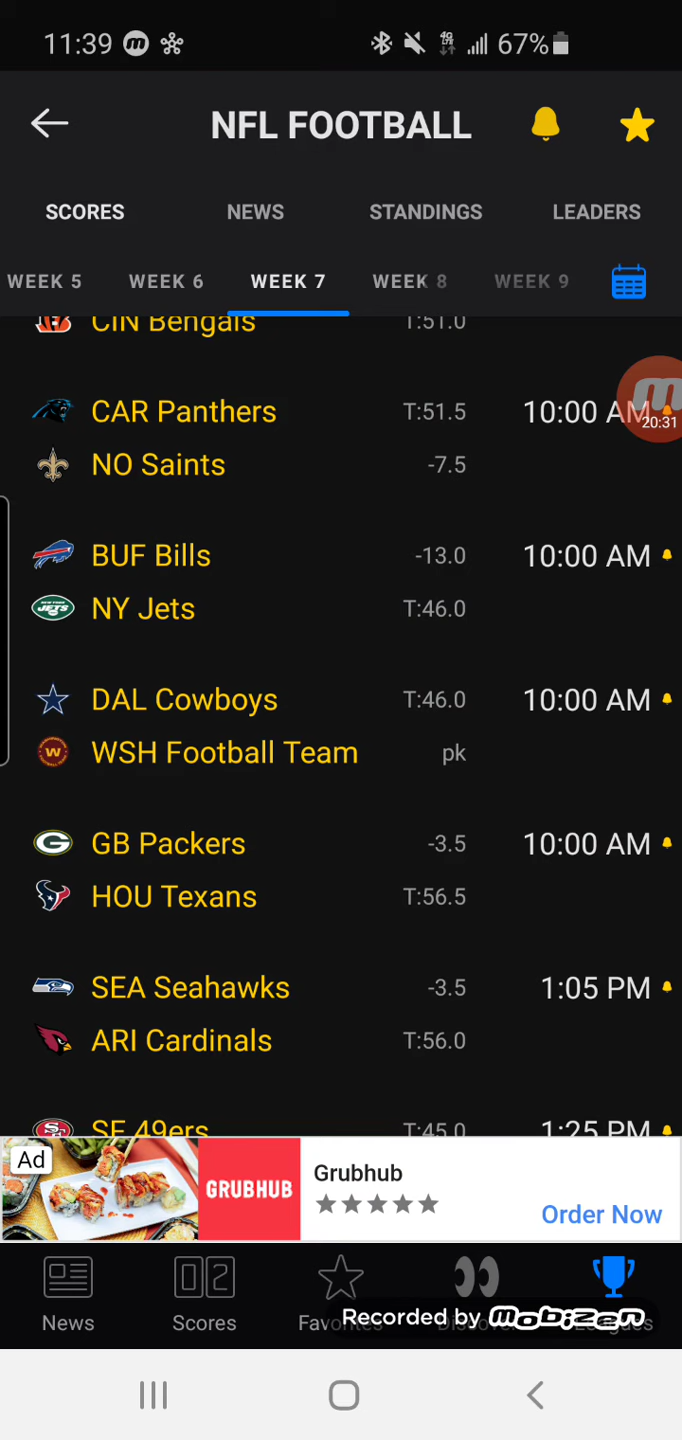 11:39 67%
NFL FOOTBALL
SCORES NEWS STANDINGS LEADERS
WEEK 5 WEEK 6 WEEK 7 WEEK 8 WEEK 9
CIN Bengals T:51.0
CAR Panthers T:51.5 10:00 AM
20:31
NO Saints -7.5
BUF Bills -13.0 10:00 AM
NY Jets T:46.0
DAL Cowboys T:46.0 10:00 AM
WSH Football Team pk
GB Packers -3.5 10:00 AM
HOU Texans T:56.5
SEA Seahawks -3.5 1:05 PM
ARI Cardinals T:56.0
SF 49ers T:45.0 1:25 PM
Ad
GRUBHUB
Grubhub
Order Now
News Scores Favorites Discover Leagues
Recorded by mobizen